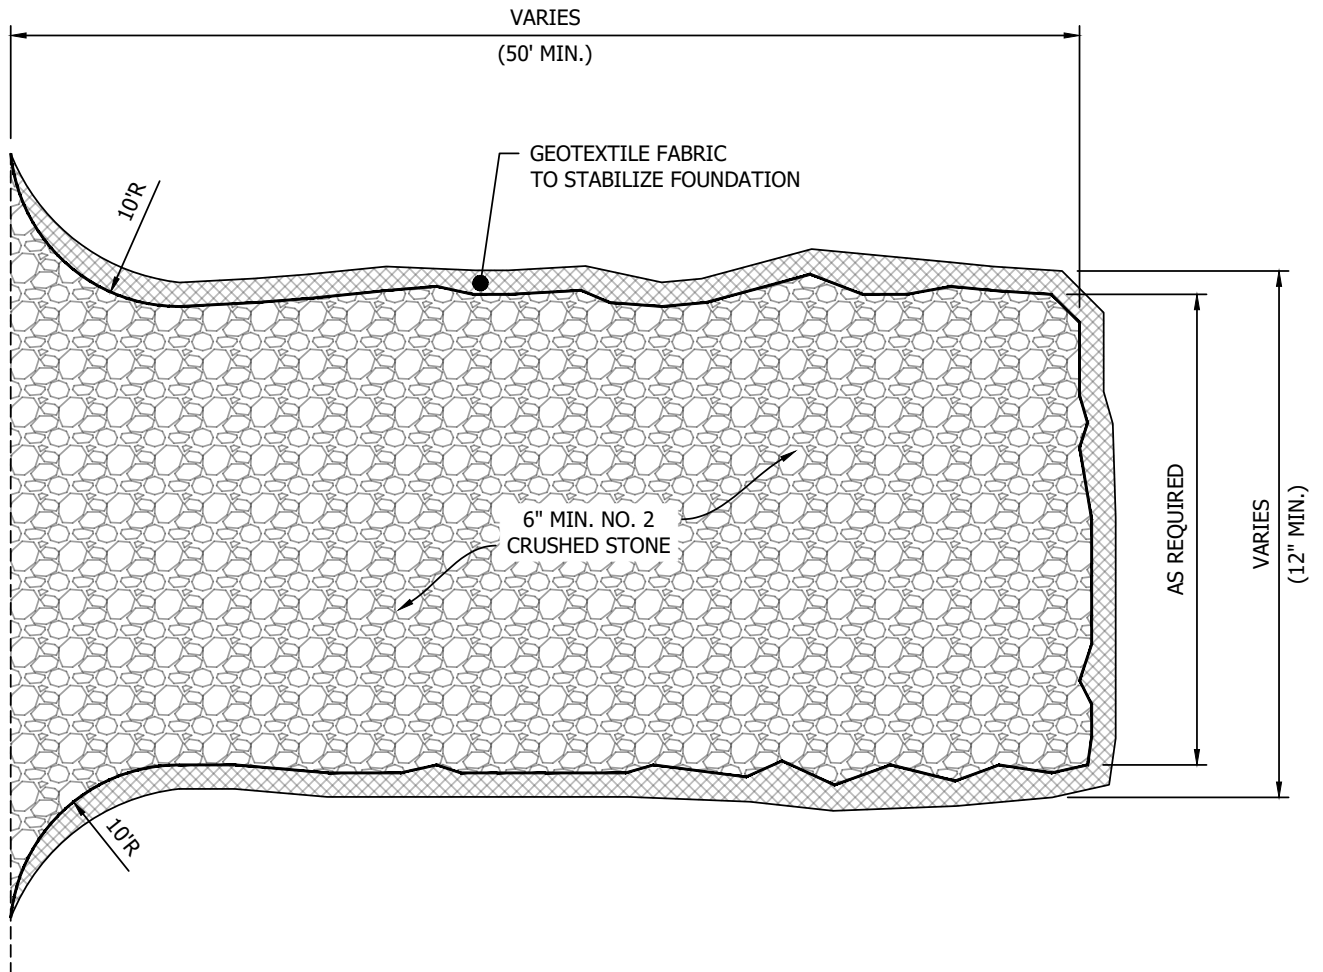 VARIES
(50' MIN.)
GEOTEXTILE FABRIC
TO STABILIZE FOUNDATION
10'R
6" MIN. NO. 2
CRUSHED STONE
AS REQUIRED
VARIES
(12" MIN.)
10'R